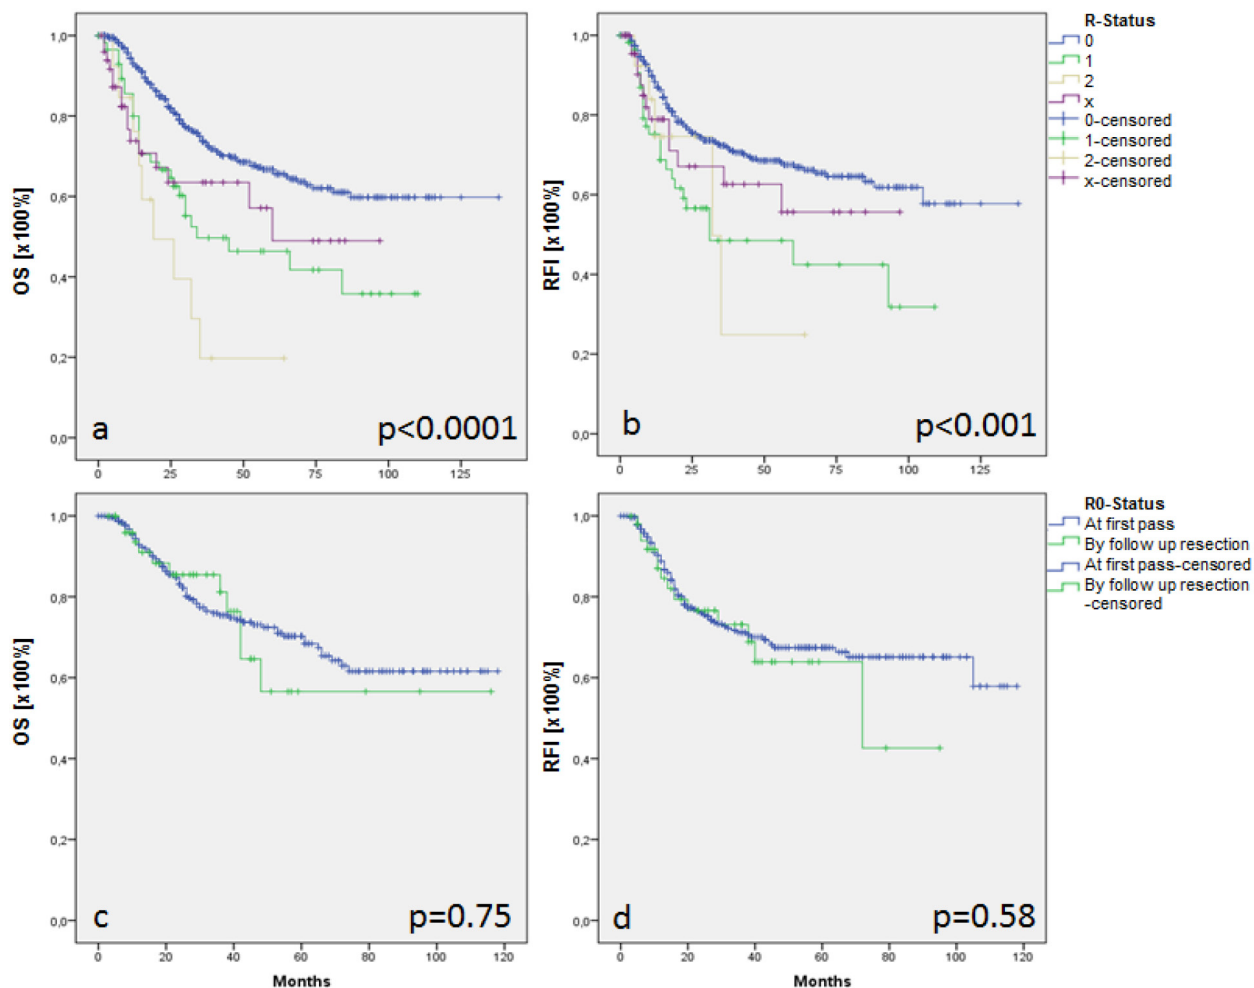 OS [x100%]
1,0
0,8
0,6
0,4
0,2
0,0
a
p<0.0001
0
25
50
75
100
125
RFI [x100%]
1,0
0,8
0,6
0,4
0,2
0,0
b
p<0.001
0
25
50
75
100
125
R-Status
0
1
2
x
0-censored
1-censored
2-censored
x-censored
OS [x100%]
1,0
0,8
0,6
0,4
0,2
0,0
c
p=0.75
0
20
40
60
80
100
120
Months
RFI [x100%]
1,0
0,8
0,6
0,4
0,2
0,0
d
p=0.58
0
20
40
60
80
100
120
Months
R0-Status
At first pass
By follow up resection
At first pass-censored
By follow up resection
-censored